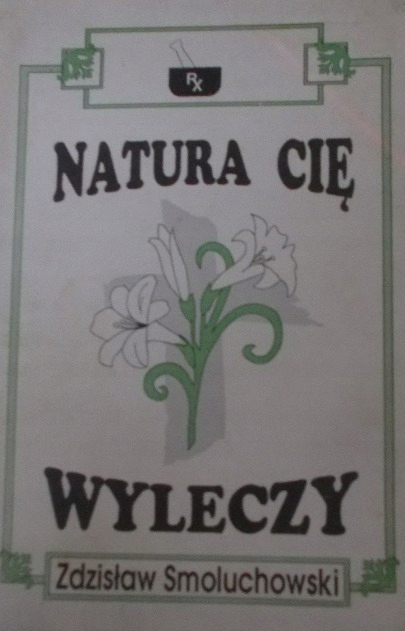 Rx
NATURA CIĘ
WYLECZY
Zdzisław Smoluchowski